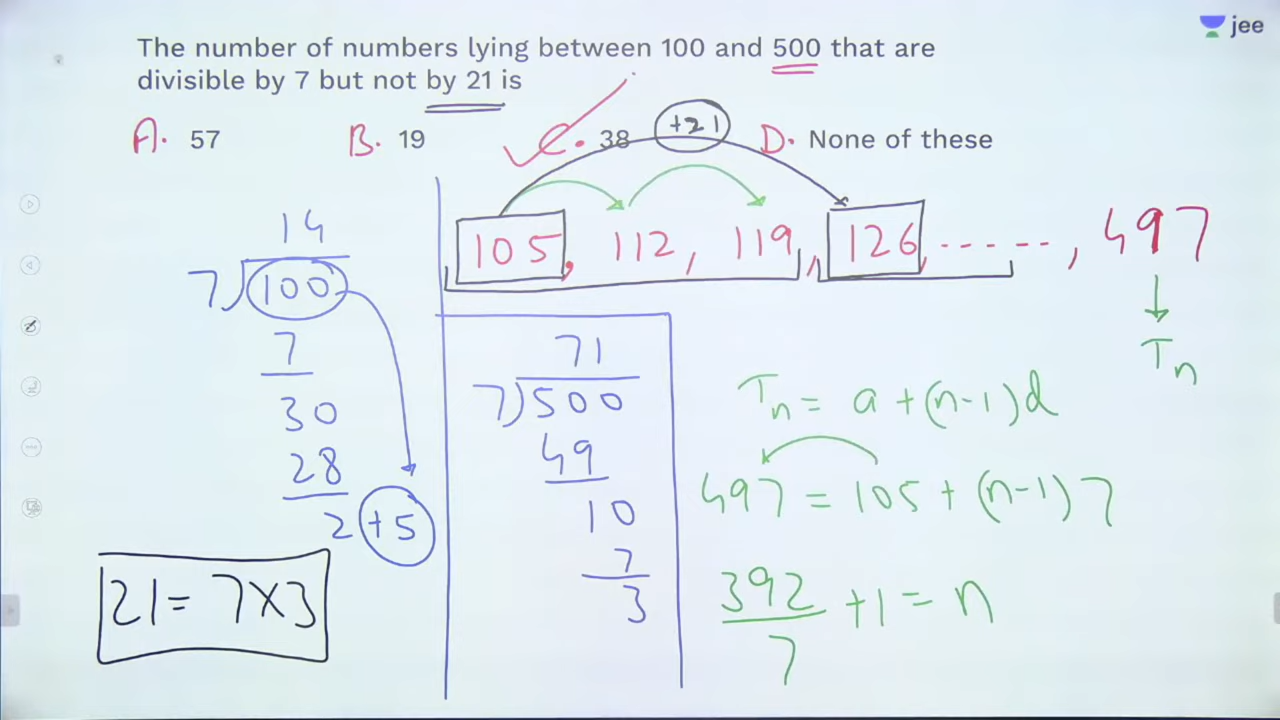 jee
The number of numbers lying between 100 and 500 that are
divisible by 7 but not by 21 is
A. 57 B. 19 C. 38 D. None of these
+21
105, 112, 119, 126, ------, 497
Tn
14
7)100
7
30
28
2 +5
21 = 7×3
71
7)500
49
10
7
3
Tn = a + (n-1)d
497 = 105 + (n-1)7
392/7 + 1 = n